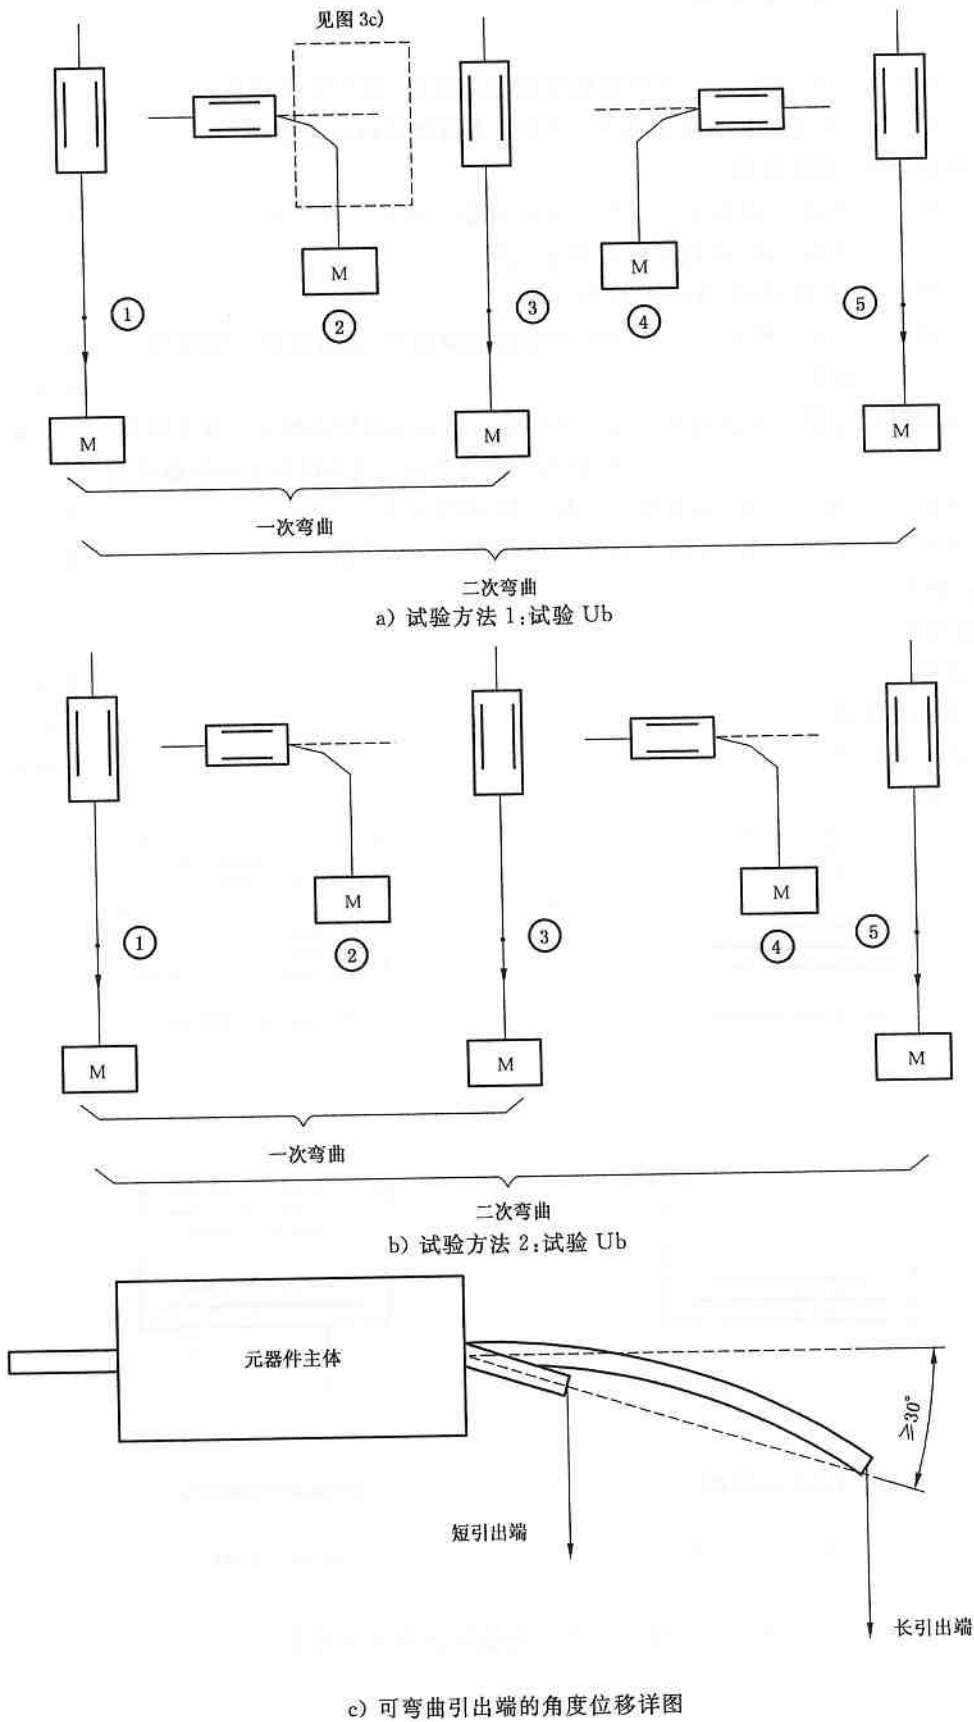 见图 3c)
M
M
①
②
③
④
⑤
M
M
M
一次弯曲
二次弯曲
a) 试验方法 1:试验 Ub
M
M
①
②
③
④
⑤
M
M
M
一次弯曲
二次弯曲
b) 试验方法 2:试验 Ub
元器件主体
≥30°
短引出端
长引出端
c) 可弯曲引出端的角度位移详图